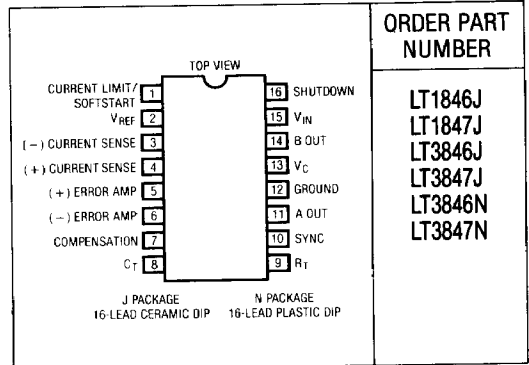 TOP VIEW
CURRENT LIMIT/
SOFTSTART
1
VREF 2
(−) CURRENT SENSE 3
(+) CURRENT SENSE 4
(+) ERROR AMP 5
(−) ERROR AMP 6
COMPENSATION 7
CT 8
16 SHUTDOWN
15 VIN
14 B OUT
13 VC
12 GROUND
11 A OUT
10 SYNC
9 RT
J PACKAGE
16-LEAD CERAMIC DIP
N PACKAGE
16-LEAD PLASTIC DIP
ORDER PART
NUMBER
LT1846J
LT1847J
LT3846J
LT3847J
LT3846N
LT3847N